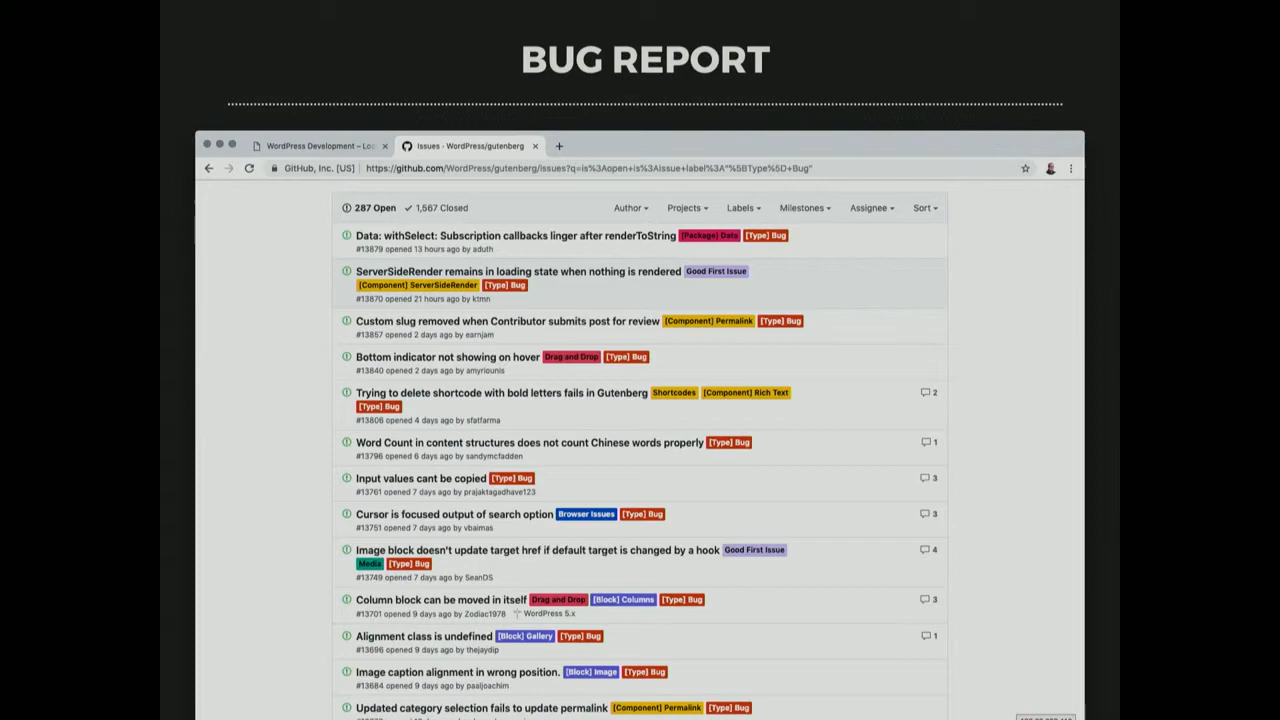 BUG REPORT
WordPress Development – Loc
Issues · WordPress/gutenberg
GitHub, Inc. [US] https://github.com/WordPress/gutenberg/issues?q=is%3Aopen+is%3Aissue+label%3A"%5BType%5D+Bug"
287 Open 1,567 Closed Author Projects Labels Milestones Assignee Sort
Data: withSelect: Subscription callbacks linger after renderToString [Package] Data [Type] Bug
#13879 opened 13 hours ago by aduth
ServerSideRender remains in loading state when nothing is rendered Good First Issue
[Component] ServerSideRender [Type] Bug
#13870 opened 21 hours ago by ktmn
Custom slug removed when Contributor submits post for review [Component] Permalink [Type] Bug
#13857 opened 2 days ago by earnjam
Bottom indicator not showing on hover Drag and Drop [Type] Bug
#13840 opened 2 days ago by amyriounis
Trying to delete shortcode with bold letters fails in Gutenberg Shortcodes [Component] Rich Text 2
[Type] Bug
#13806 opened 4 days ago by sfatfarma
Word Count in content structures does not count Chinese words properly [Type] Bug 1
#13796 opened 6 days ago by sandymcfadden
Input values cant be copied [Type] Bug 3
#13761 opened 7 days ago by prajaktagadhave123
Cursor is focused output of search option Browser Issues [Type] Bug 3
#13751 opened 7 days ago by vbaimas
Image block doesn't update target href if default target is changed by a hook Good First Issue 4
Media [Type] Bug
#13749 opened 7 days ago by SeanDS
Column block can be moved in itself Drag and Drop [Block] Columns [Type] Bug 3
#13701 opened 9 days ago by Zodiac1978 WordPress 5.x
Alignment class is undefined [Block] Gallery [Type] Bug 1
#13696 opened 9 days ago by thejaydip
Image caption alignment in wrong position. [Block] Image [Type] Bug
#13684 opened 9 days ago by paaljoachim
Updated category selection fails to update permalink [Component] Permalink [Type] Bug